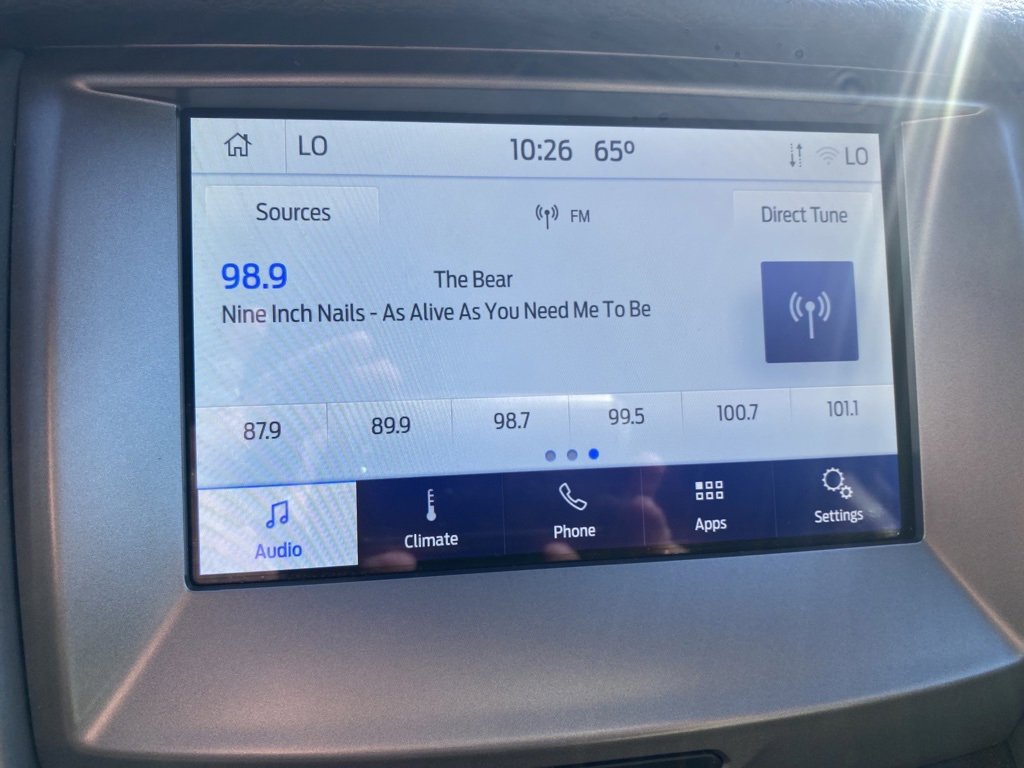 LO 10:26 65º LO
Sources FM Direct Tune
98.9 The Bear
Nine Inch Nails - As Alive As You Need Me To Be
87.9 89.9 98.7 99.5 100.7 101.1
Audio Climate Phone Apps Settings